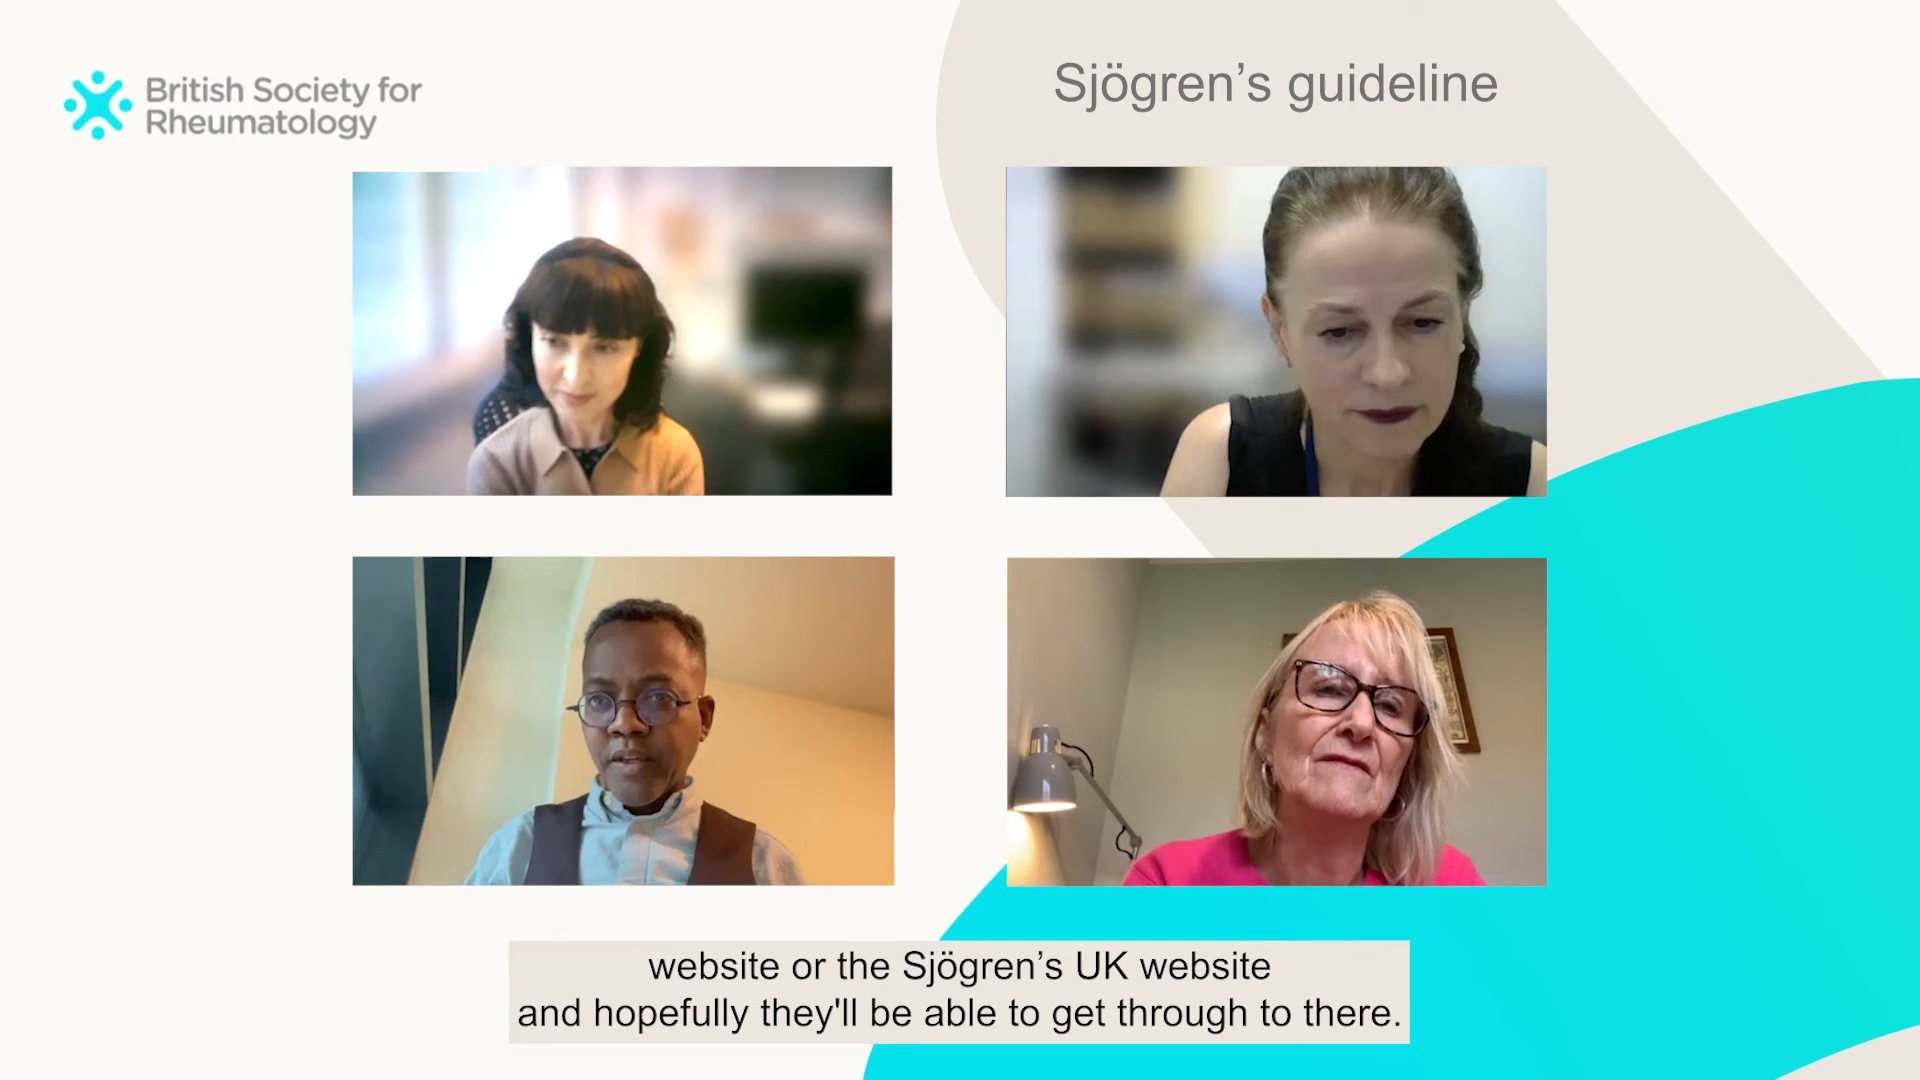 British Society for
Rheumatology
Sjögren’s guideline
website or the Sjögren’s UK website
and hopefully they'll be able to get through to there.